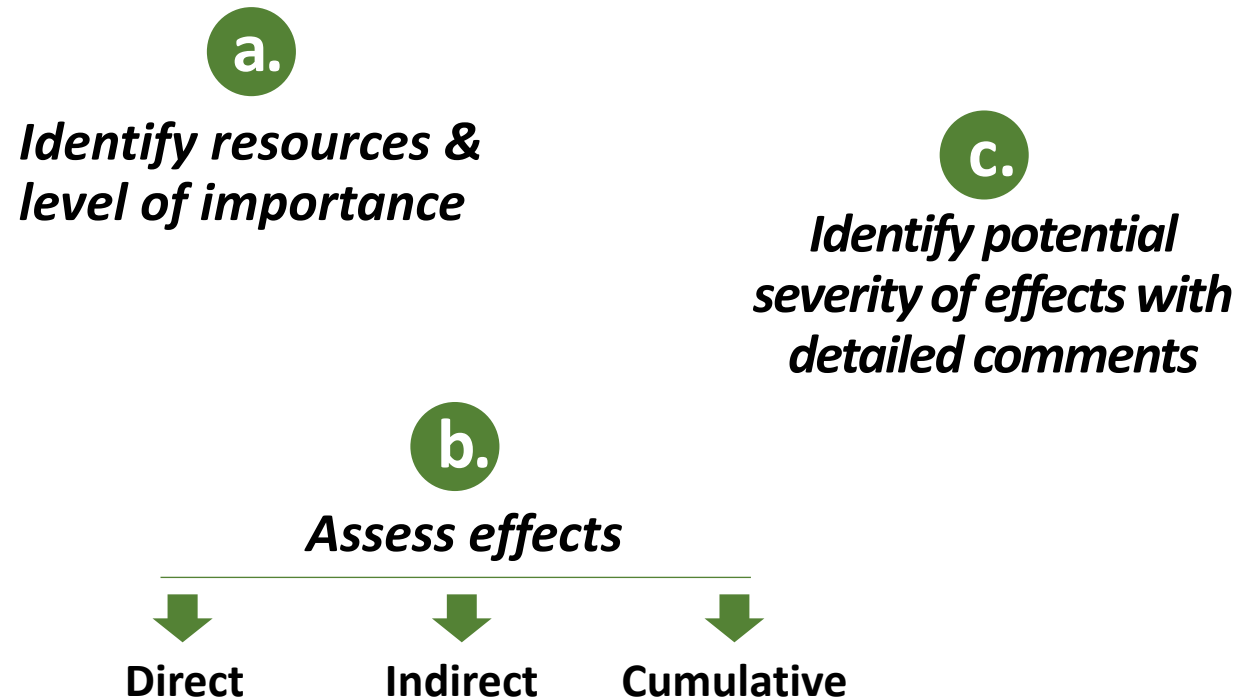 a.
Identify resources &
level of importance
b.
Assess effects
Direct
Indirect
Cumulative
c.
Identify potential
severity of effects with
detailed comments